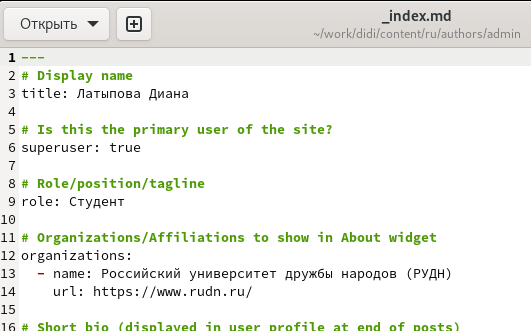 Открыть
_index.md
~/work/didi/content/ru/authors/admin
1 ---
2 # Display name
3 title: Латыпова Диана
4
5 # Is this the primary user of the site?
6 superuser: true
7
8 # Role/position/tagline
9 role: Студент
10
11 # Organizations/Affiliations to show in About widget
12 organizations:
13   - name: Российский университет дружбы народов (РУДН)
14     url: https://www.rudn.ru/
15
16 # Short bio (displayed in user profile at end of posts)